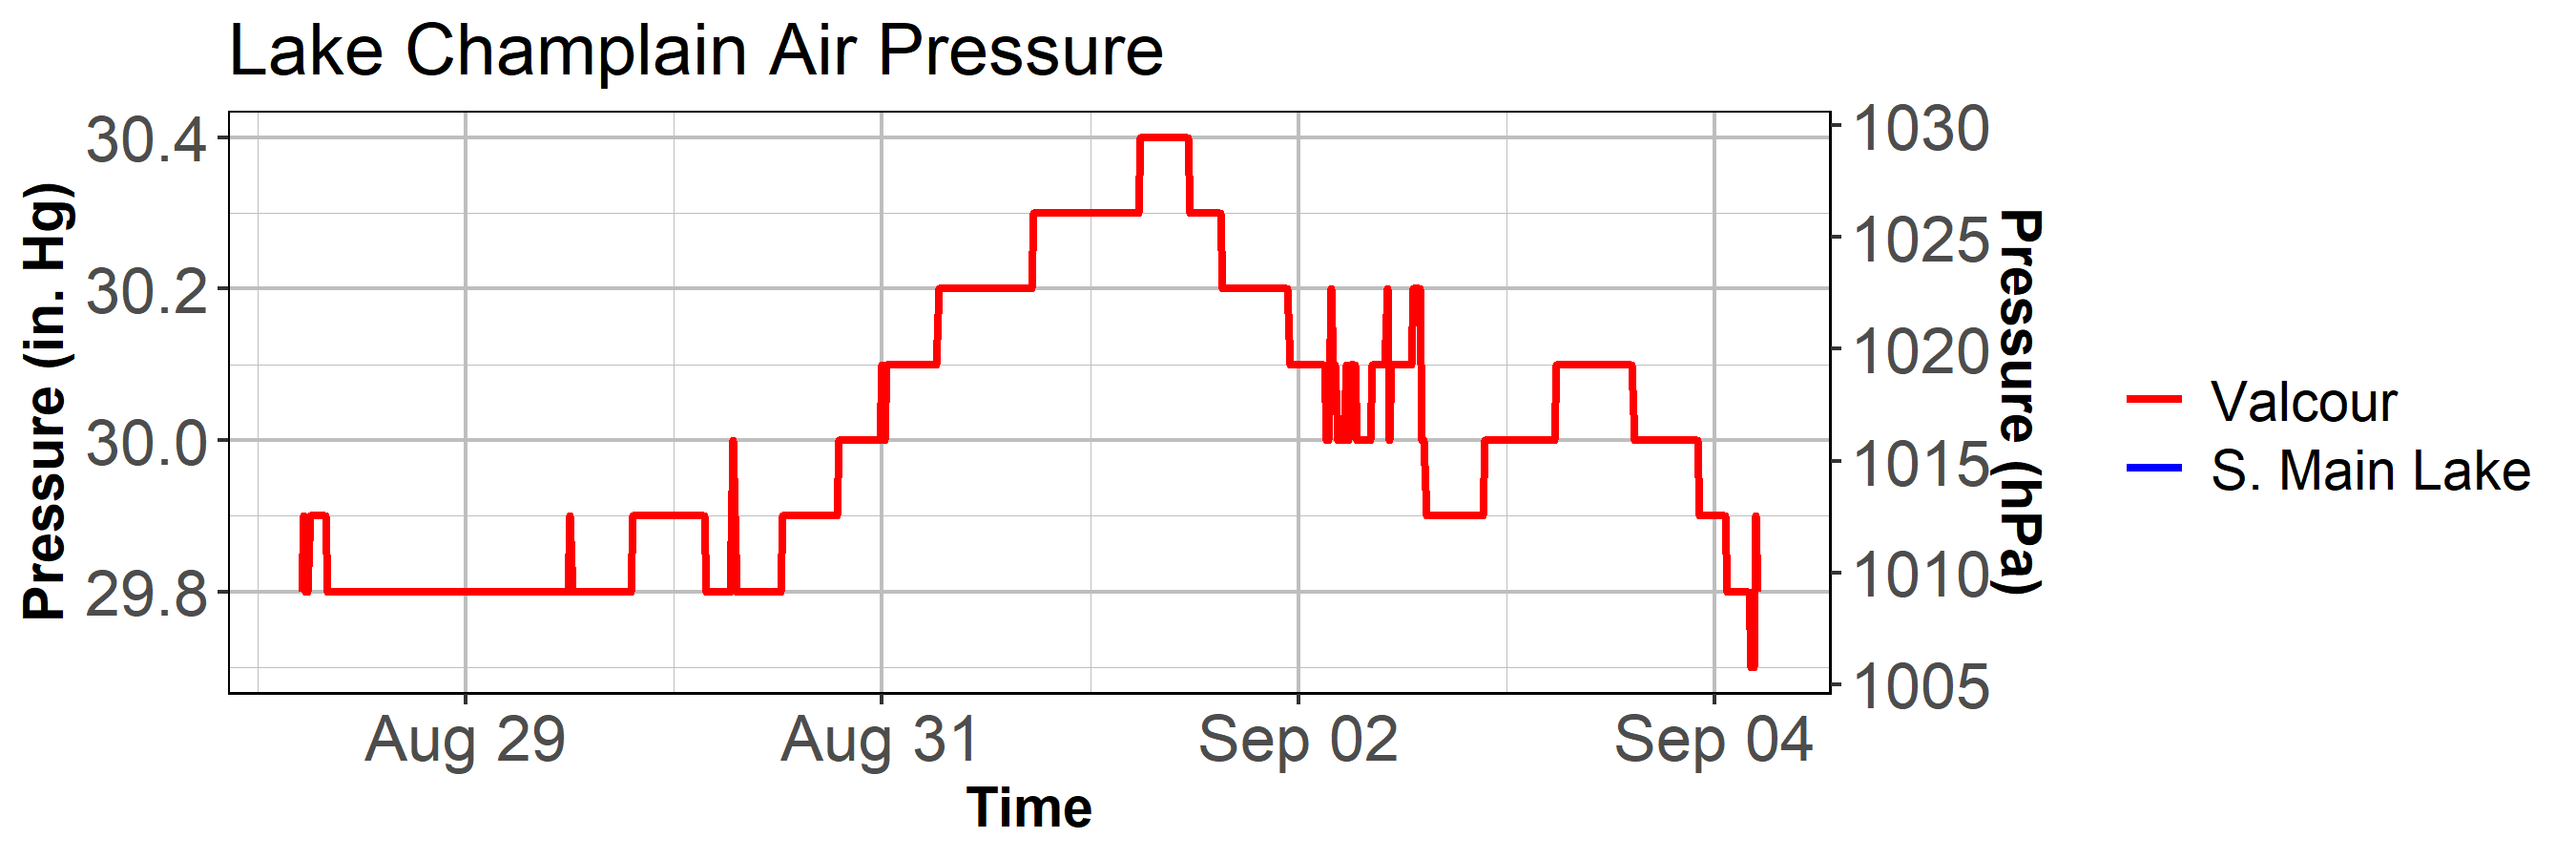 Lake Champlain Air Pressure
Pressure (in. Hg)
30.4
30.2
30.0
29.8
1030
1025
1020
1015
1010
1005
Pressure (hPa)
Aug 29
Aug 31
Sep 02
Sep 04
Time
Valcour
S. Main Lake